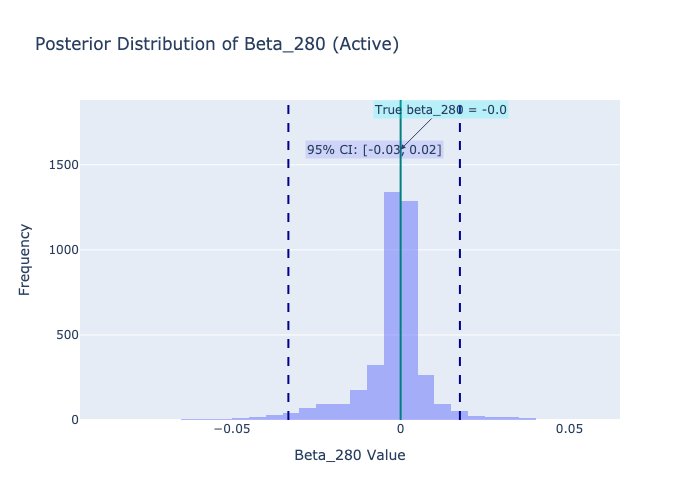 Posterior Distribution of Beta_280 (Active)
True beta_280 = -0.0
95% CI: [-0.03, 0.02]
1500
1000
500
0
Frequency
−0.05
0
0.05
Beta_280 Value